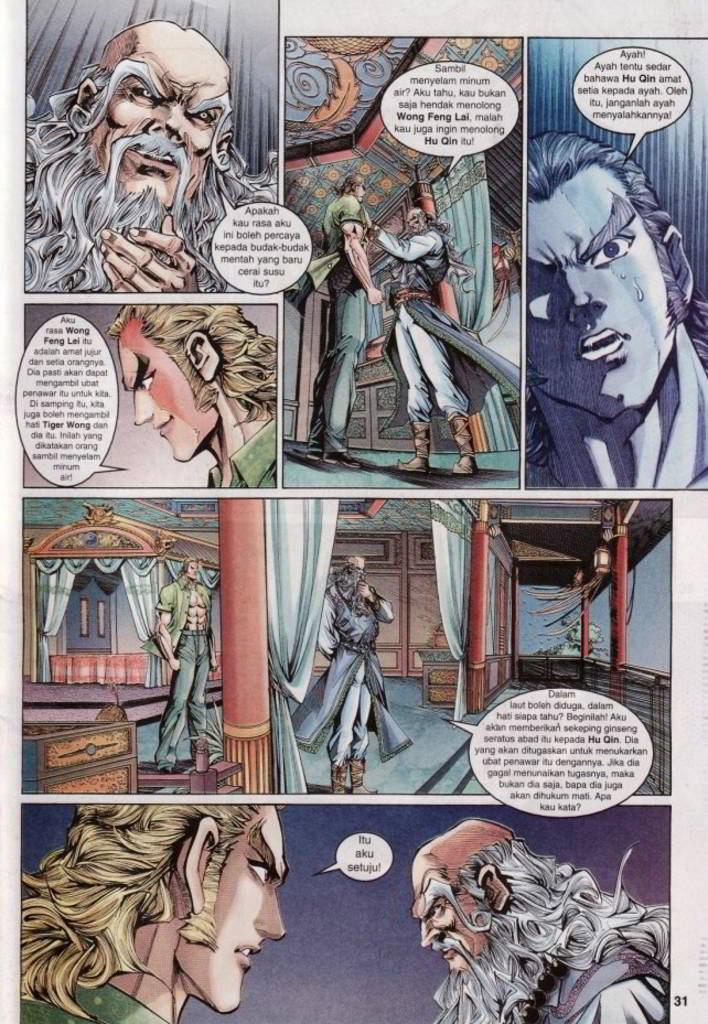 Apakah
kau rasa aku
ini boleh percaya
kepada budak-budak
mentah yang baru
cerai susu
itu?
Sambil
menyelam minum
air? Aku tahu, kau bukan
saja hendak menolong
Wong Feng Lai, malah
kau juga ingin menolong
Hu Qin itu!
Ayah!
Ayah tentu sedar
bahawa Hu Qin amat
setia kepada ayah. Oleh
itu, janganlah ayah
menyalahkannya!
Aku
rasa Wong
Feng Lei itu
adalah amat jujur
dan setia orangnya.
Dia pasti akan dapat
mengambil ubat
penawar itu untuk kita.
Di samping itu, kita
juga boleh mengambil
hati Tiger Wong dan
dia itu. Inilah yang
dikatakan orang
sambil menyelam
minum
air!
Dalam
laut boleh diduga, dalam
hati siapa tahu? Beginilah! Aku
akan memberikan sekeping ginseng
seratus abad itu kepada Hu Qin. Dia
yang akan ditugaskan untuk menukarkan
ubat penawar itu dengannya. Jika dia
gagal menunaikan tugasnya, maka
bukan dia saja, bapa dia juga
akan dihukum mati. Apa
kau kata?
Itu
aku
setuju!
31